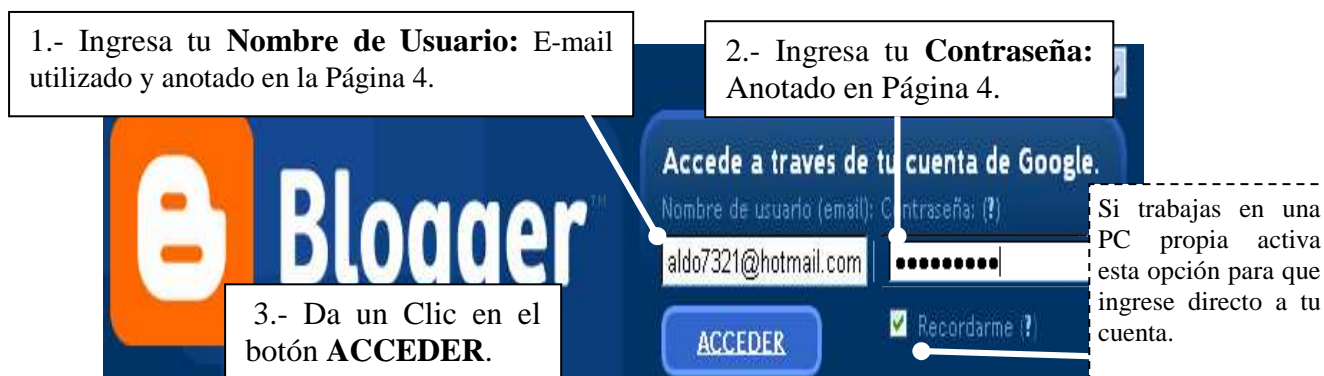 1.- Ingresa tu Nombre de Usuario: E-mail
utilizado y anotado en la Página 4.
2.- Ingresa tu Contraseña:
Anotado en Página 4.
Blogger™
Accede a través de tu cuenta de Google.
Nombre de usuario (email): Contraseña: (?)
aldo7321@hotmail.com ●●●●●●●●●
Recordarme (?)
ACCEDER
3.- Da un Clic en el
botón ACCEDER.
Si trabajas en una
PC propia activa
esta opción para que
ingrese directo a tu
cuenta.